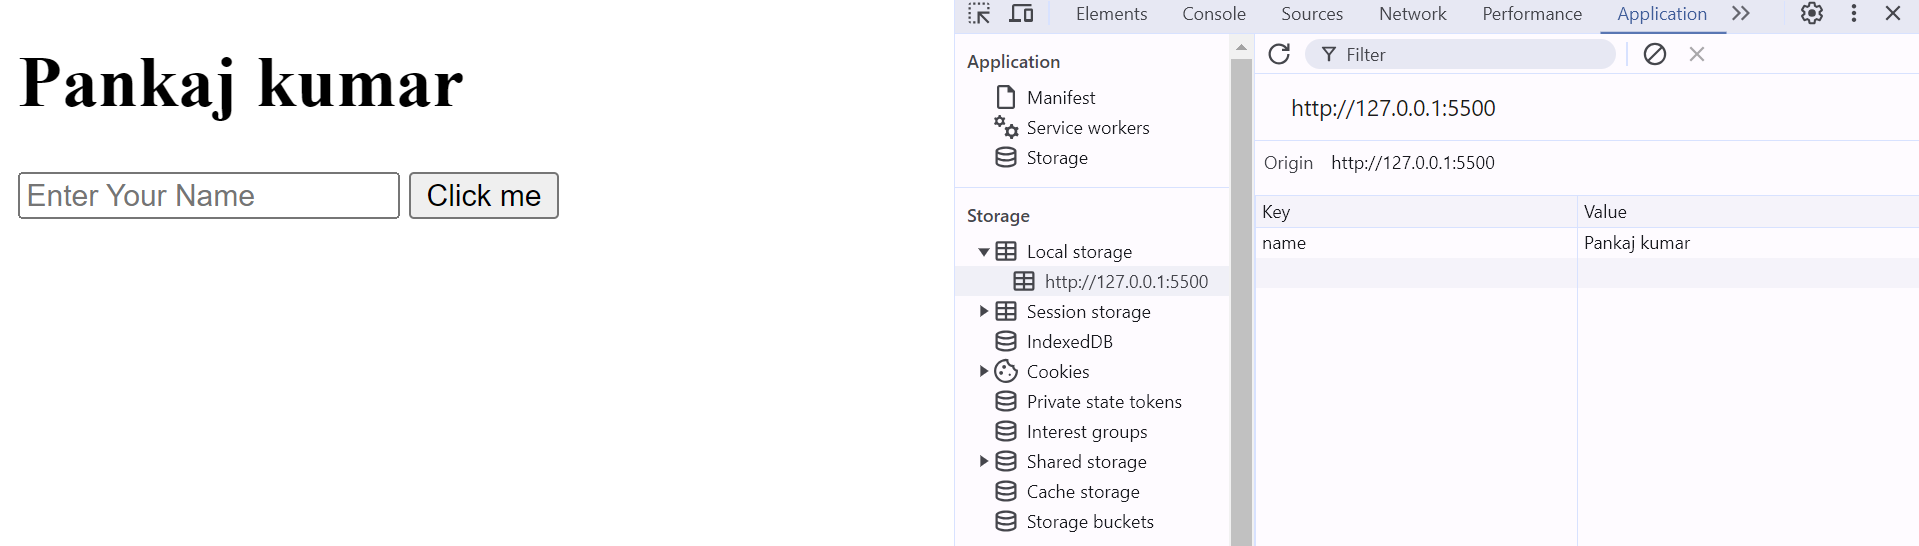 Pankaj kumar
Enter Your Name Click me
Elements Console Sources Network Performance Application
Application
Manifest
Service workers
Storage
Storage
Local storage
http://127.0.0.1:5500
Session storage
IndexedDB
Cookies
Private state tokens
Interest groups
Shared storage
Cache storage
Storage buckets
Filter
http://127.0.0.1:5500
Origin http://127.0.0.1:5500
Key Value
name Pankaj kumar